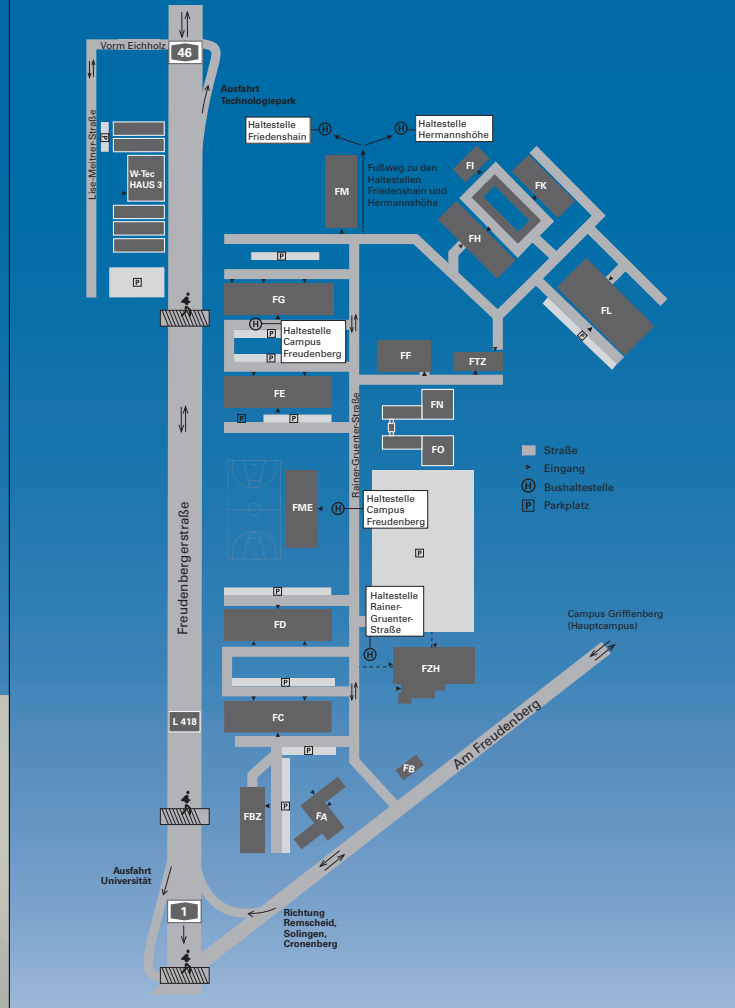 Vorm Eichholz
46
Ausfahrt
Technologiepark
Lise-Meitner-Straße
P
W-Tec
HAUS 3
P
Haltestelle
Friedenshain
H
H
Haltestelle
Hermannshöhe
FM
Fußweg zu den
Haltestellen
Friedenshain und
Hermannshöhe
FI
FK
FH
FL
P
P
FG
H
Haltestelle
Campus
Freudenberg
P
P
FF
FTZ
FE
P
P
Rainer-Gruenter-Straße
FN
FO
Straße
Eingang
H
Bushaltestelle
P
Parkplatz
FME
H
Haltestelle
Campus
Freudenberg
P
Freudenbergerstraße
P
Haltestelle
Rainer-
Gruenter-
Straße
H
FD
Campus Grifflenberg
(Hauptcampus)
FZH
P
L 418
FC
P
Am Freudenberg
FB
FBZ
P
FA
Ausfahrt
Universität
1
Richtung
Remscheid,
Solingen,
Cronenberg